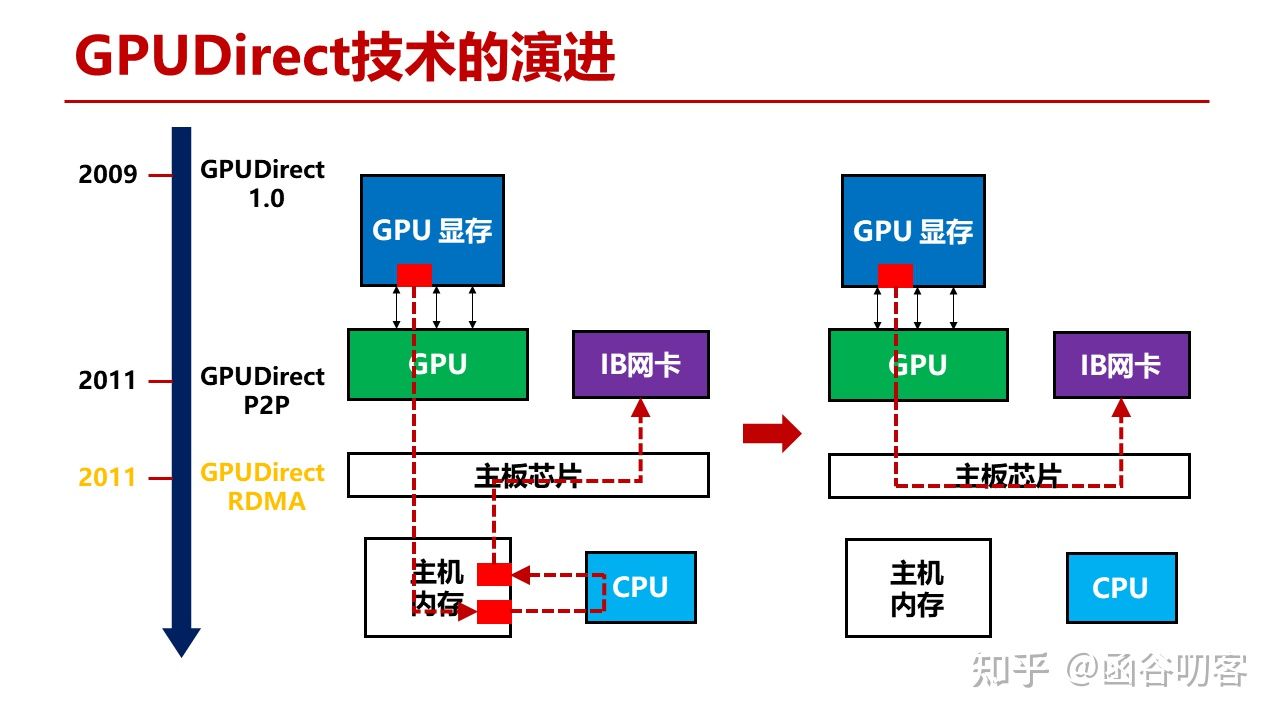 GPUDirect技术的演进
2009
GPUDirect
1.0
2011
GPUDirect
P2P
2011
GPUDirect
RDMA
GPU 显存
GPU
IB网卡
主板芯片
主机
内存
CPU
GPU 显存
GPU
IB网卡
主板芯片
主机
内存
CPU
知乎 @函谷叨客